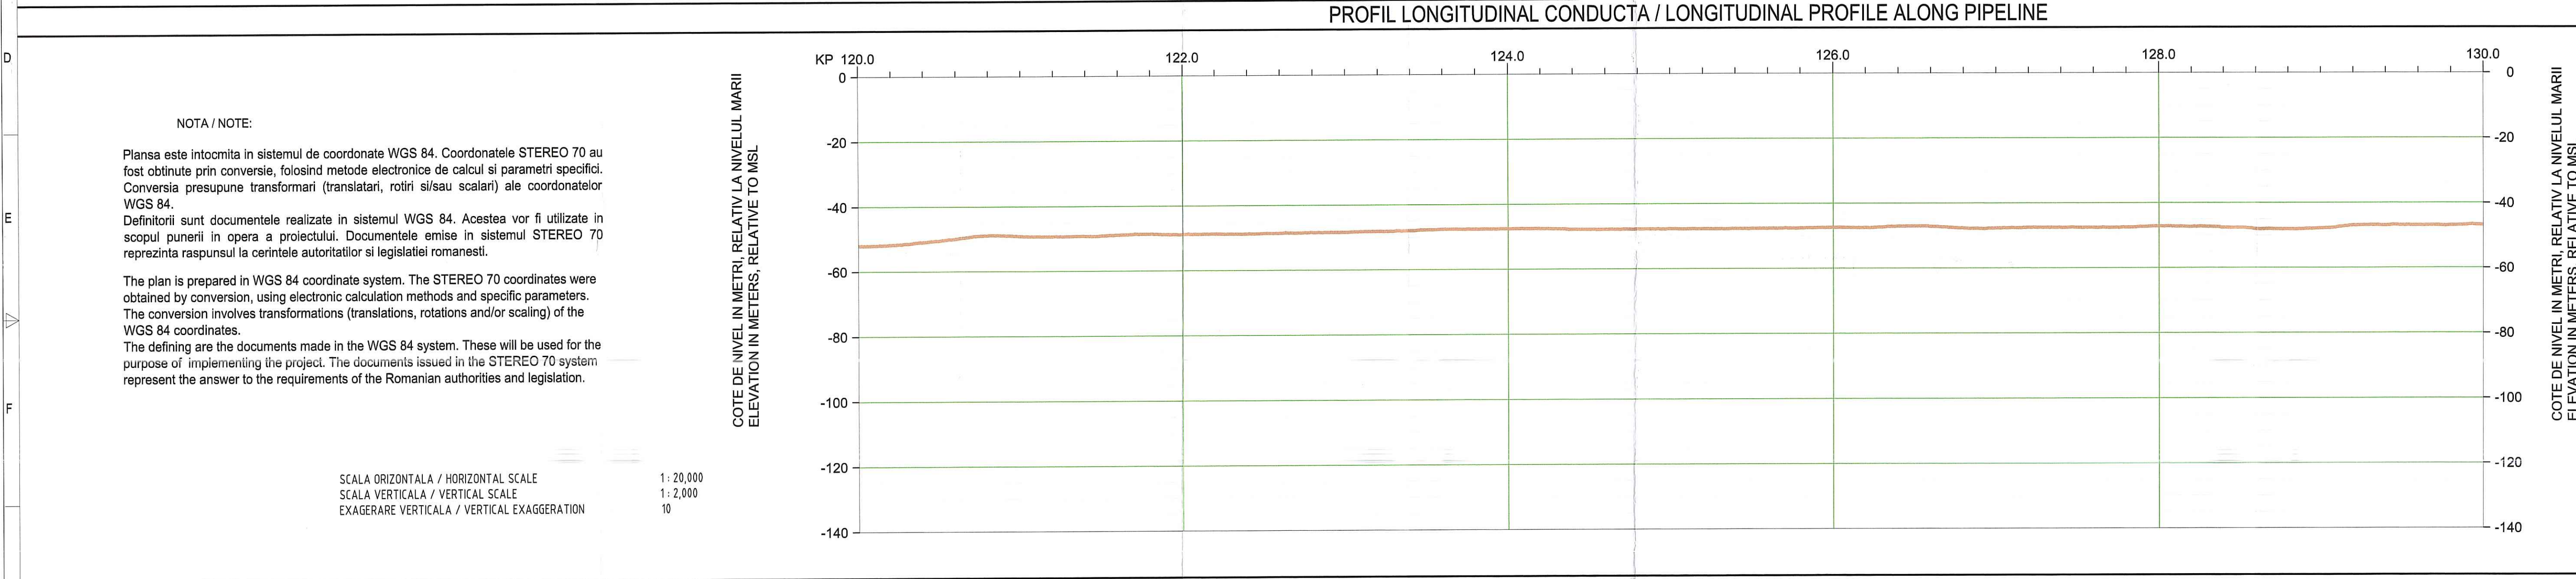 PROFIL LONGITUDINAL CONDUCTA / LONGITUDINAL PROFILE ALONG PIPELINE
D
E
F
NOTA / NOTE:
Plansa este intocmita in sistemul de coordonate WGS 84. Coordonatele STEREO 70 au
fost obtinute prin conversie, folosind metode electronice de calcul si parametri specifici.
Conversia presupune transformari (translatari, rotiri si/sau scalari) ale coordonatelor
WGS 84.
Definitorii sunt documentele realizate in sistemul WGS 84. Acestea vor fi utilizate in
scopul punerii in opera a proiectului. Documentele emise in sistemul STEREO 70
reprezinta raspunsul la cerintele autoritatilor si legislatiei romanesti.
The plan is prepared in WGS 84 coordinate system. The STEREO 70 coordinates were
obtained by conversion, using electronic calculation methods and specific parameters.
The conversion involves transformations (translations, rotations and/or scaling) of the
WGS 84 coordinates.
The defining are the documents made in the WGS 84 system. These will be used for the
purpose of implementing the project. The documents issued in the STEREO 70 system
represent the answer to the requirements of the Romanian authorities and legislation.
SCALA ORIZONTALA / HORIZONTAL SCALE 1 : 20,000
SCALA VERTICALA / VERTICAL SCALE 1 : 2,000
EXAGERARE VERTICALA / VERTICAL EXAGGERATION 10
COTE DE NIVEL IN METRI, RELATIV LA NIVELUL MARII
ELEVATION IN METERS, RELATIVE TO MSL
KP 120.0 122.0 124.0 126.0 128.0 130.0
0
-20
-40
-60
-80
-100
-120
-140
0
-20
-40
-60
-80
-100
-120
-140
COTE DE NIVEL IN METRI, RELATIV LA NIVELUL MARII
ELEVATION IN METERS, RELATIVE TO MSL